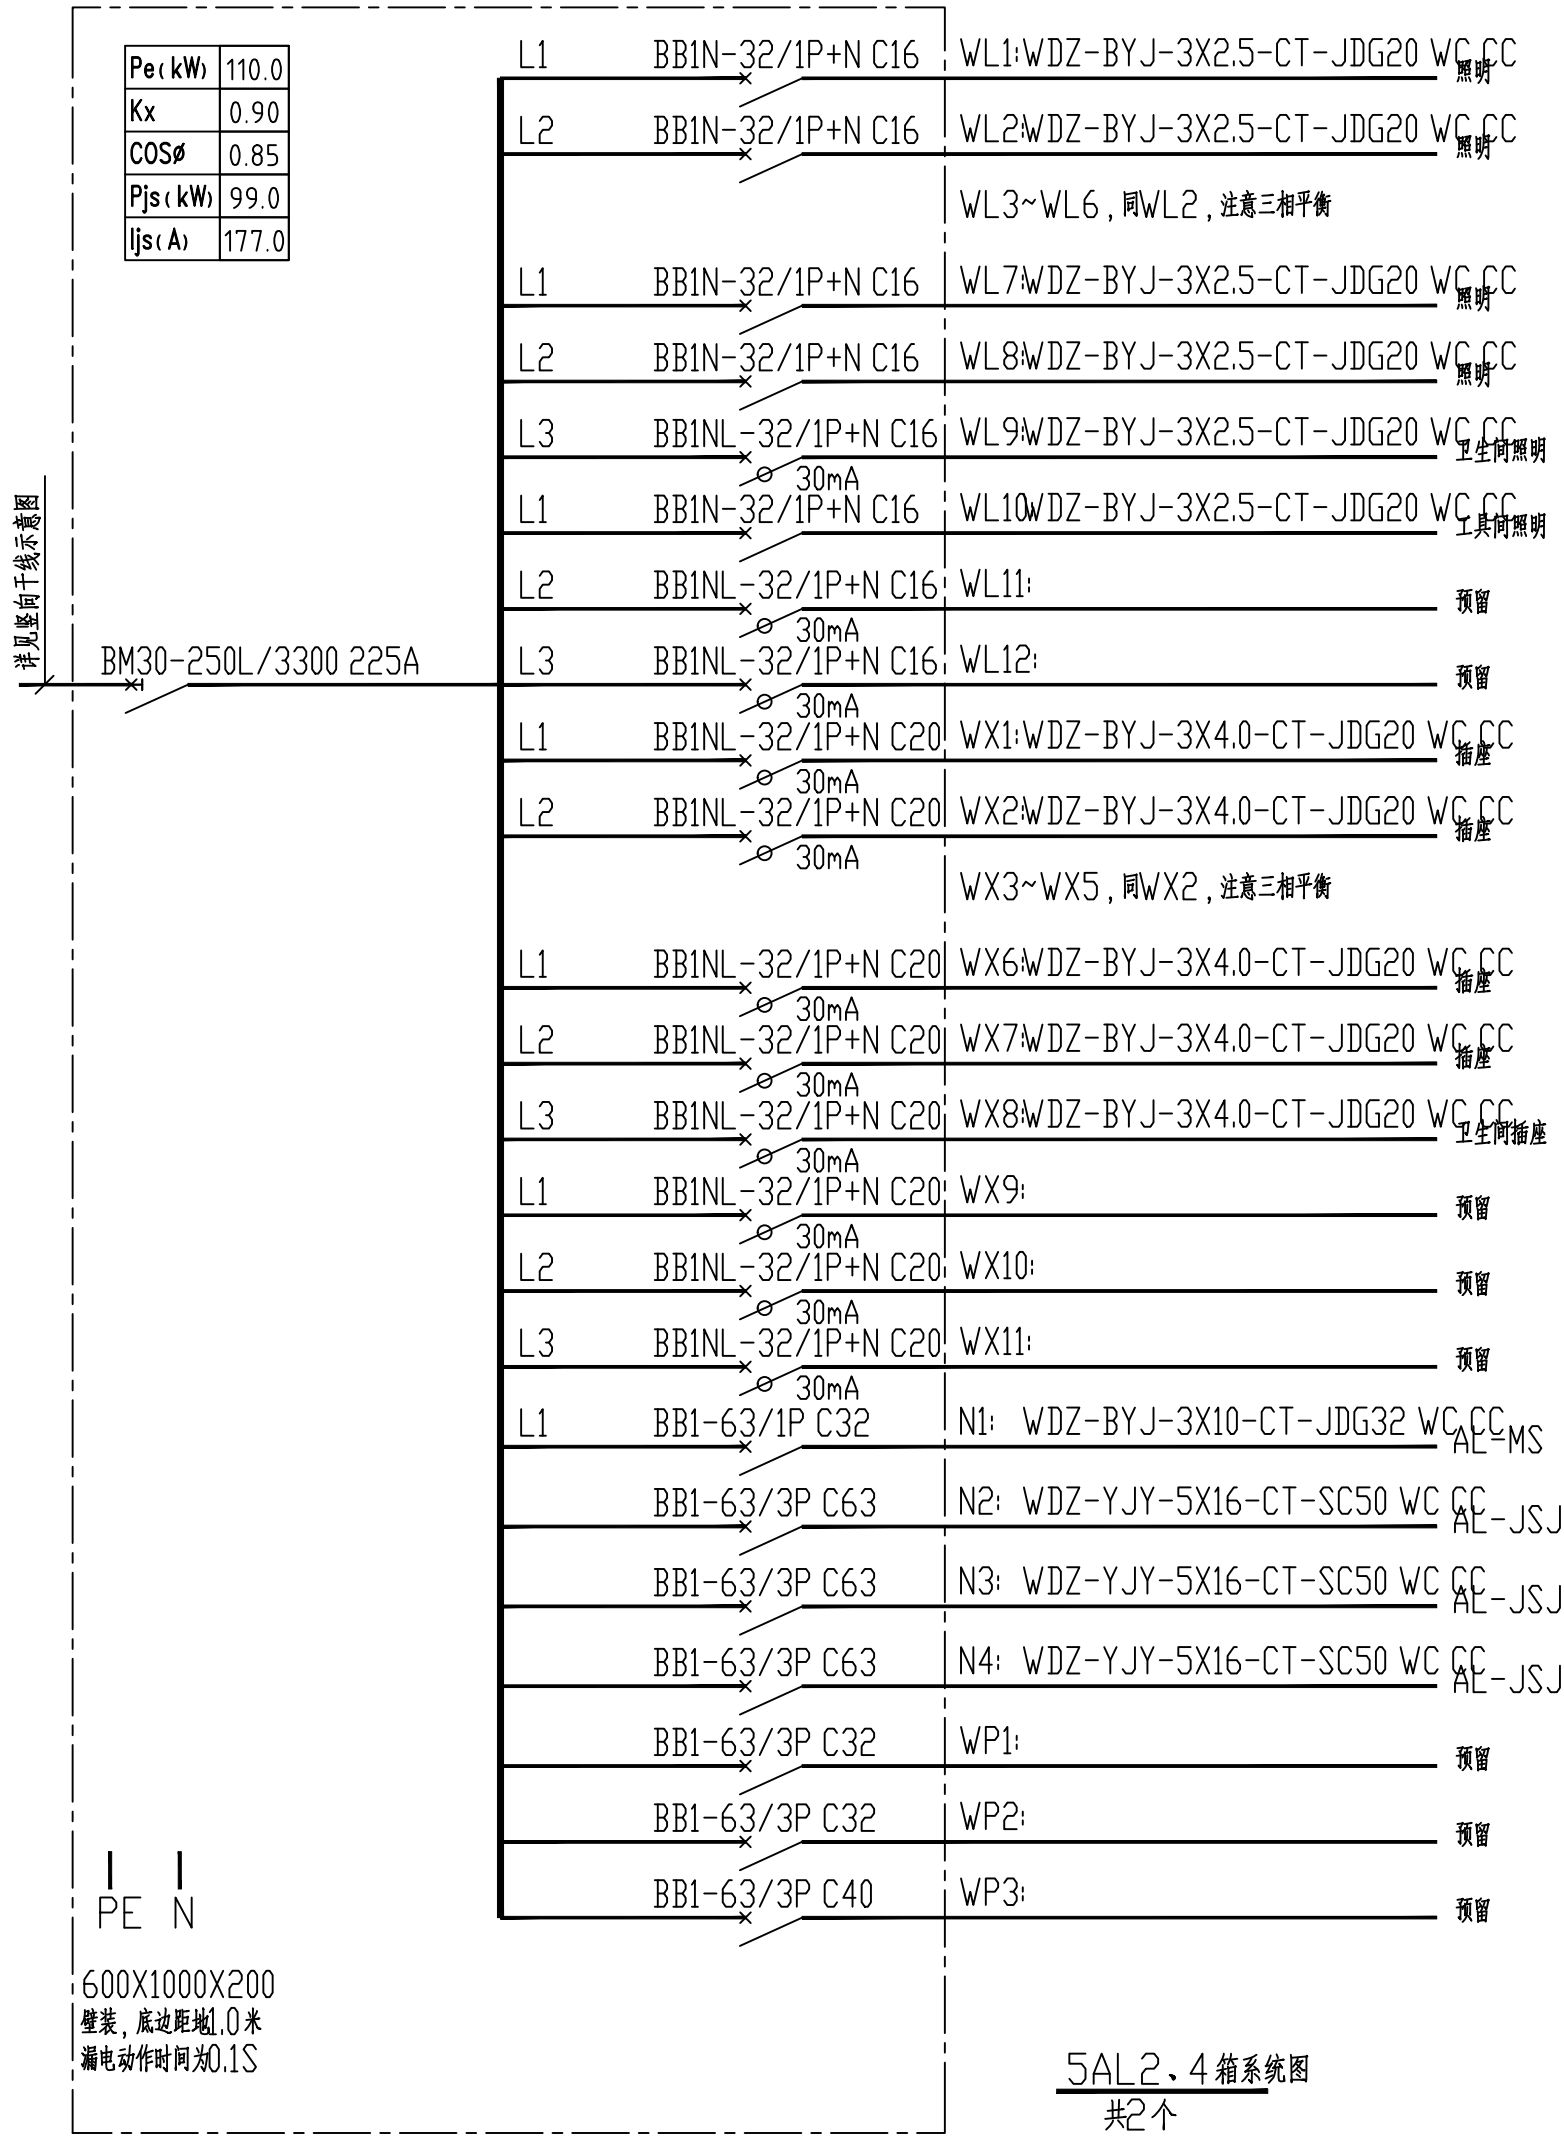 Pe(kW) 110.0
Kx 0.90
COSø 0.85
Pjs(kW) 99.0
Ijs(A) 177.0
L1 BB1N-32/1P+N C16 WL1:WDZ-BYJ-3X2.5-CT-JDG20 WC CC 照明
L2 BB1N-32/1P+N C16 WL2:WDZ-BYJ-3X2.5-CT-JDG20 WC CC 照明
WL3~WL6,同WL2,注意三相平衡
L1 BB1N-32/1P+N C16 WL7:WDZ-BYJ-3X2.5-CT-JDG20 WC CC 照明
L2 BB1N-32/1P+N C16 WL8:WDZ-BYJ-3X2.5-CT-JDG20 WC CC 照明
L3 BB1NL-32/1P+N C16 WL9:WDZ-BYJ-3X2.5-CT-JDG20 WC CC 卫生间照明
30mA
L1 BB1N-32/1P+N C16 WL10:WDZ-BYJ-3X2.5-CT-JDG20 WC CC 工具间照明
L2 BB1NL-32/1P+N C16 WL11: 预留
30mA
详见竖向干线示意图
BM30-250L/3300 225A
L3 BB1NL-32/1P+N C16 WL12: 预留
30mA
L1 BB1NL-32/1P+N C20 WX1:WDZ-BYJ-3X4.0-CT-JDG20 WC CC 插座
30mA
L2 BB1NL-32/1P+N C20 WX2:WDZ-BYJ-3X4.0-CT-JDG20 WC CC 插座
30mA
WX3~WX5,同WX2,注意三相平衡
L1 BB1NL-32/1P+N C20 WX6:WDZ-BYJ-3X4.0-CT-JDG20 WC CC 插座
30mA
L2 BB1NL-32/1P+N C20 WX7:WDZ-BYJ-3X4.0-CT-JDG20 WC CC 插座
30mA
L3 BB1NL-32/1P+N C20 WX8:WDZ-BYJ-3X4.0-CT-JDG20 WC CC 卫生间插座
30mA
L1 BB1NL-32/1P+N C20 WX9: 预留
30mA
L2 BB1NL-32/1P+N C20 WX10: 预留
30mA
L3 BB1NL-32/1P+N C20 WX11: 预留
30mA
L1 BB1-63/1P C32 N1: WDZ-BYJ-3X10-CT-JDG32 WC CC AL-MS
BB1-63/3P C63 N2: WDZ-YJY-5X16-CT-SC50 WC CC AL-JSJ
BB1-63/3P C63 N3: WDZ-YJY-5X16-CT-SC50 WC CC AL-JSJ
BB1-63/3P C63 N4: WDZ-YJY-5X16-CT-SC50 WC CC AL-JSJ
BB1-63/3P C32 WP1: 预留
BB1-63/3P C32 WP2: 预留
BB1-63/3P C40 WP3: 预留
PE N
600X1000X200
壁装,底边距地1.0米
漏电动作时间为0.1S
5AL2、4箱系统图
共2个